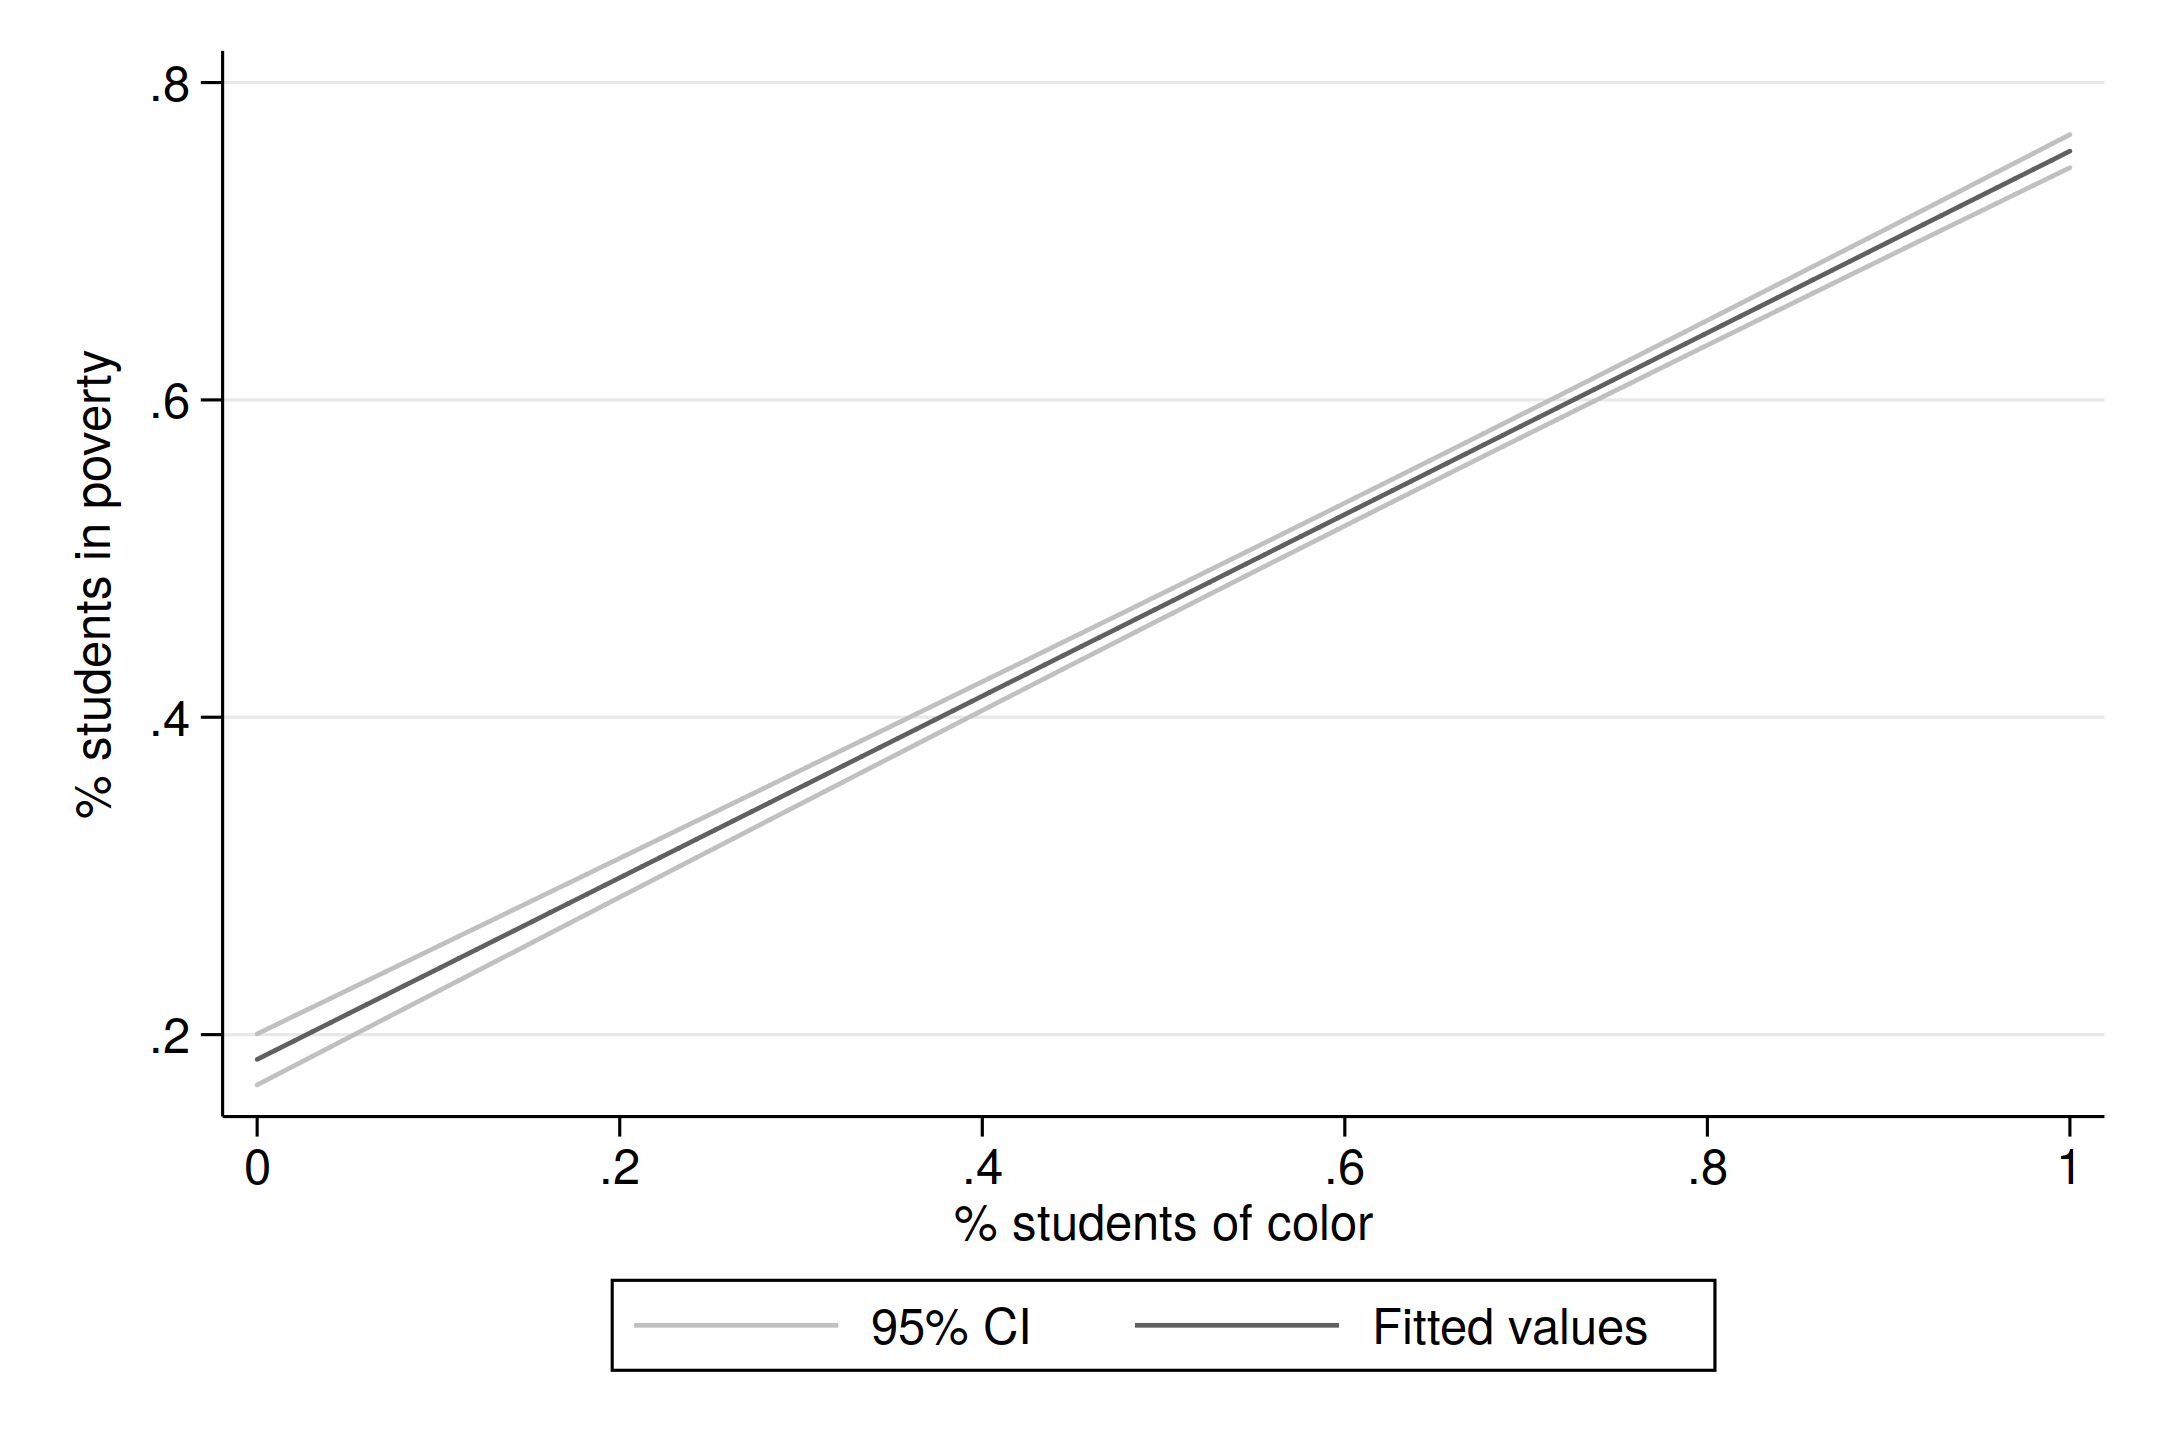 .8
.6
.4
.2
% students in poverty
0 .2 .4 .6 .8 1
% students of color
95% CI Fitted values